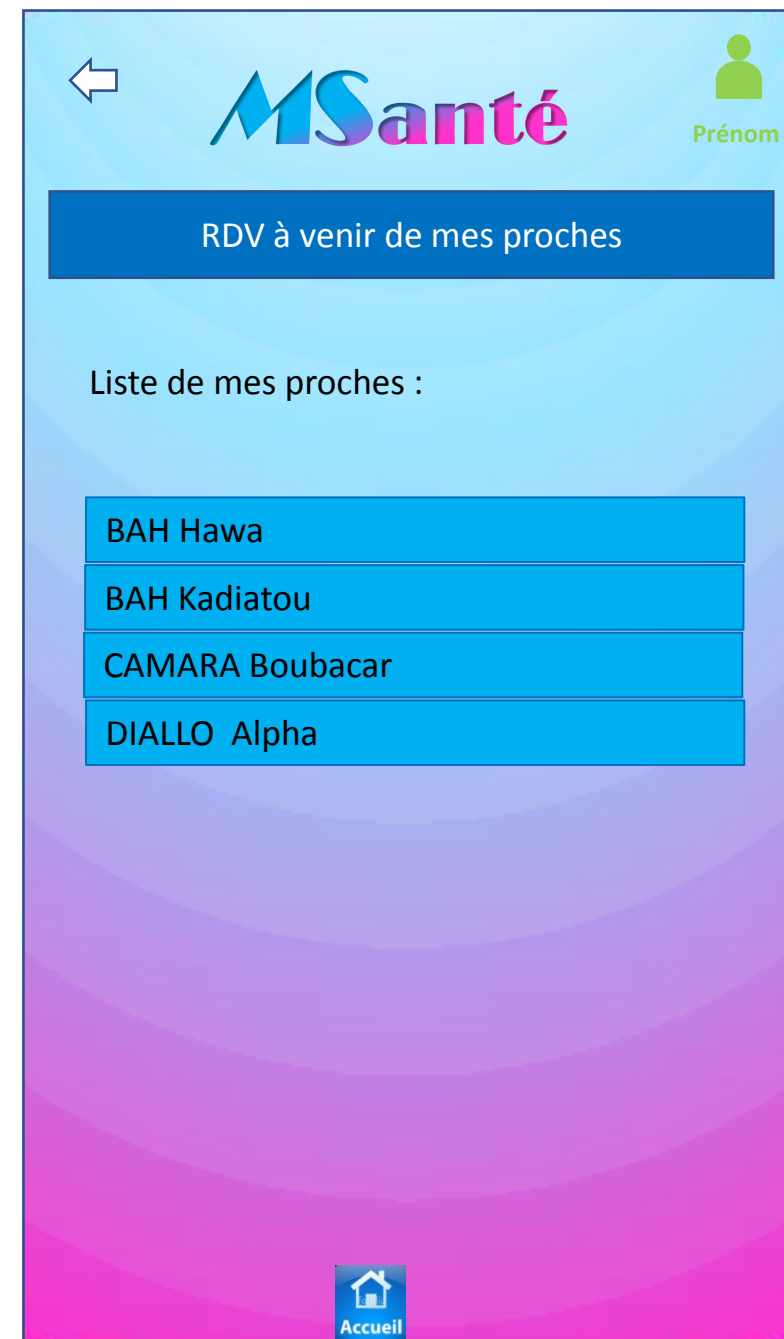 MSanté
Prénom
RDV à venir de mes proches
Liste de mes proches :
BAH Hawa
BAH Kadiatou
CAMARA Boubacar
DIALLO  Alpha
Accueil